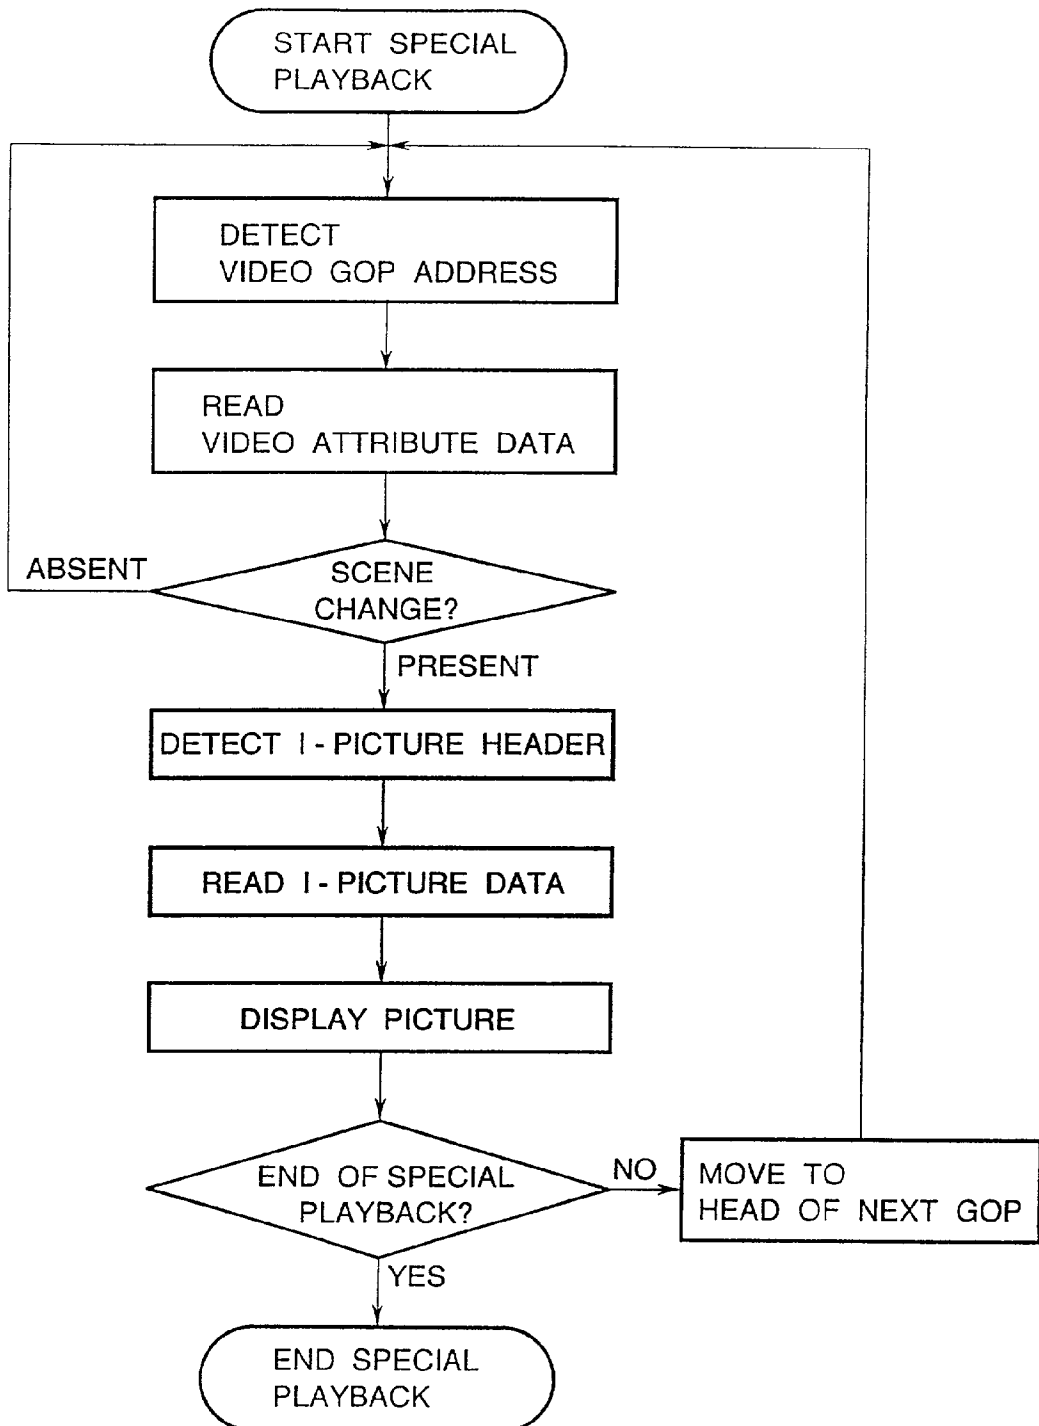 START SPECIAL
PLAYBACK
DETECT
VIDEO GOP ADDRESS
READ
VIDEO ATTRIBUTE DATA
ABSENT
SCENE
CHANGE?
PRESENT
DETECT I-PICTURE HEADER
READ I-PICTURE DATA
DISPLAY PICTURE
END OF SPECIAL
PLAYBACK?
NO
MOVE TO
HEAD OF NEXT GOP
YES
END SPECIAL
PLAYBACK